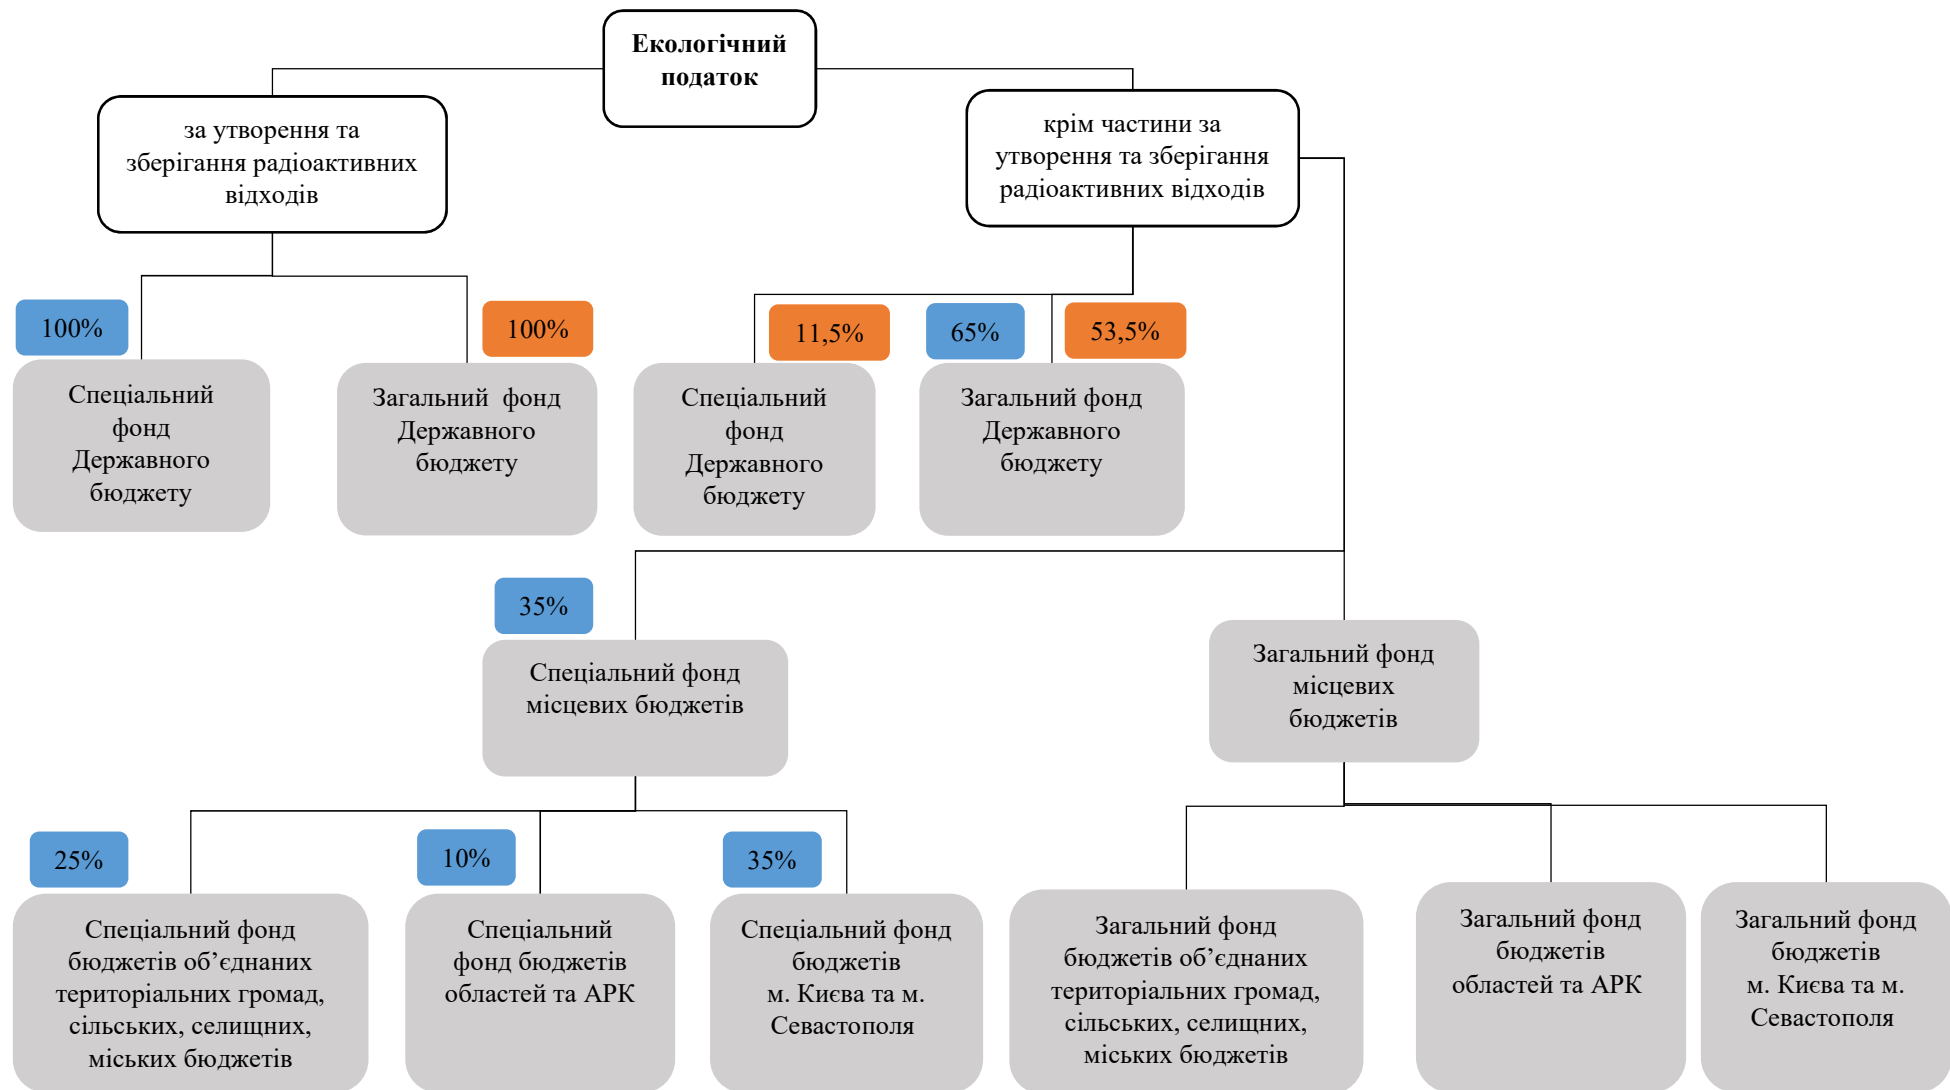 Екологічний
податок
за утворення та
зберігання радіоактивних
відходів
крім частини за
утворення та зберігання
радіоактивних відходів
100%
100%
11,5%
65%
53,5%
Спеціальний
фонд
Державного
бюджету
Загальний фонд
Державного
бюджету
Спеціальний
фонд
Державного
бюджету
Загальний фонд
Державного
бюджету
35%
Спеціальний фонд
місцевих бюджетів
Загальний фонд
місцевих
бюджетів
25%
10%
35%
Спеціальний фонд
бюджетів об’єднаних
територіальних громад,
сільських, селищних,
міських бюджетів
Спеціальний
фонд бюджетів
областей та АРК
Спеціальний фонд
бюджетів
м. Києва та м.
Севастополя
Загальний фонд
бюджетів об’єднаних
територіальних громад,
сільських, селищних,
міських бюджетів
Загальний фонд
бюджетів
областей та АРК
Загальний фонд
бюджетів
м. Києва та м.
Севастополя